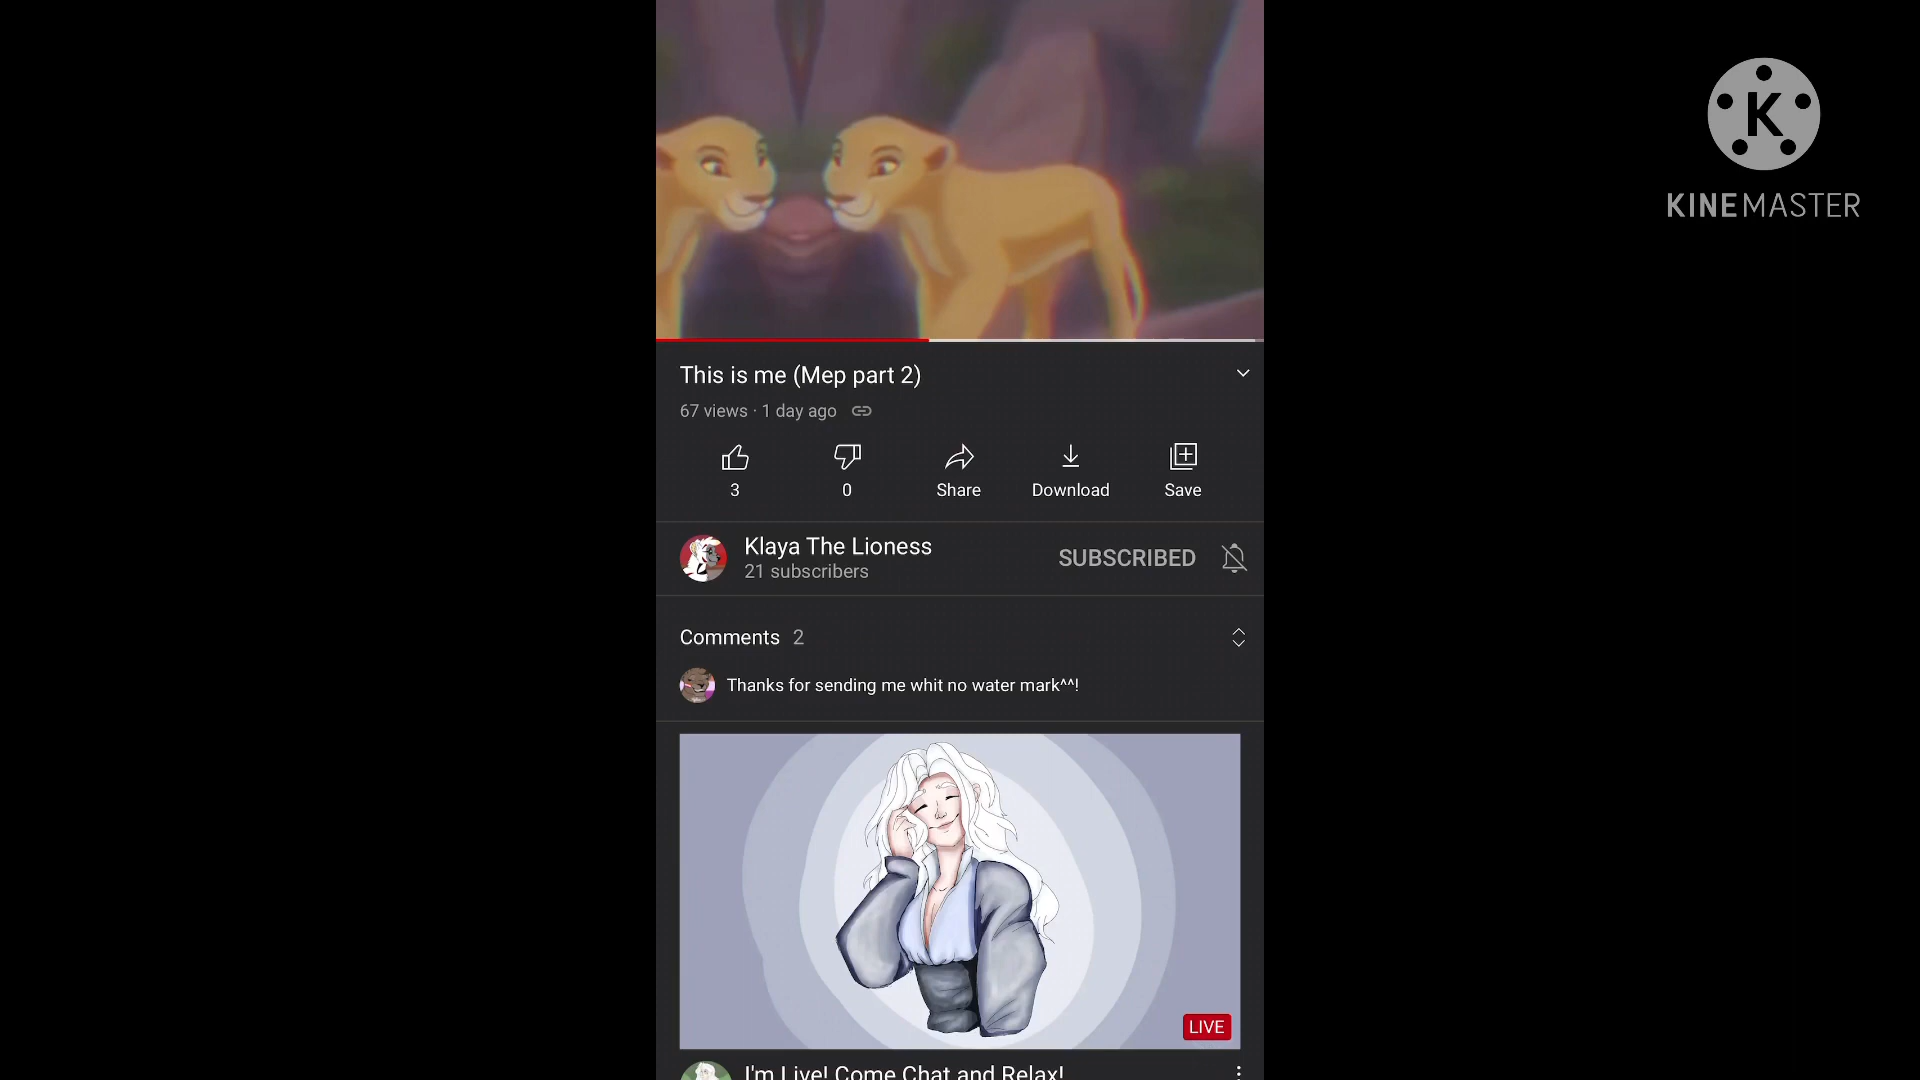 K
KINEMASTER
This is me (Mep part 2)
67 views · 1 day ago
3
0
Share
Download
Save
Klaya The Lioness
21 subscribers
SUBSCRIBED
Comments 2
Thanks for sending me whit no water mark^^!
LIVE
I'm Live! Come Chat and Relax!